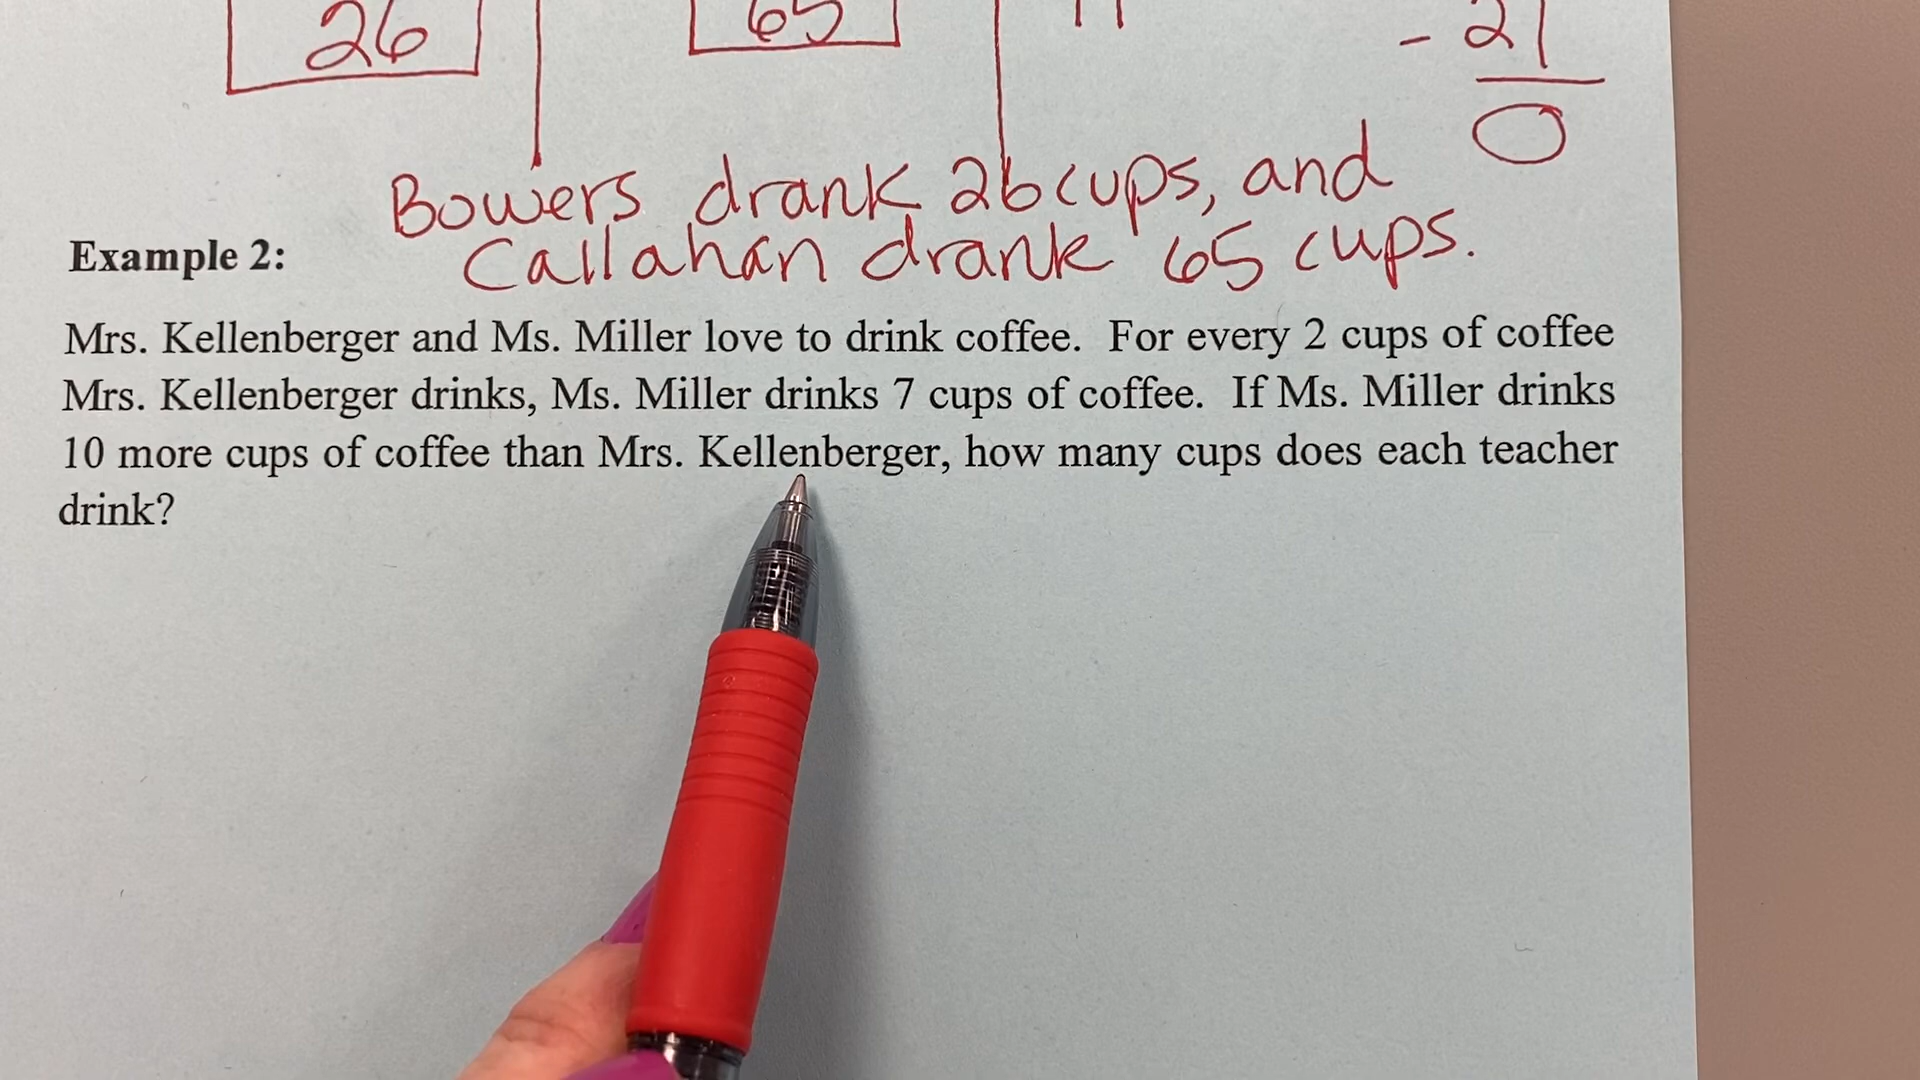 26 65
- 21
0
Bowers drank 26 cups, and
Callahan drank 65 cups.
Example 2:
Mrs. Kellenberger and Ms. Miller love to drink coffee. For every 2 cups of coffee
Mrs. Kellenberger drinks, Ms. Miller drinks 7 cups of coffee. If Ms. Miller drinks
10 more cups of coffee than Mrs. Kellenberger, how many cups does each teacher
drink?